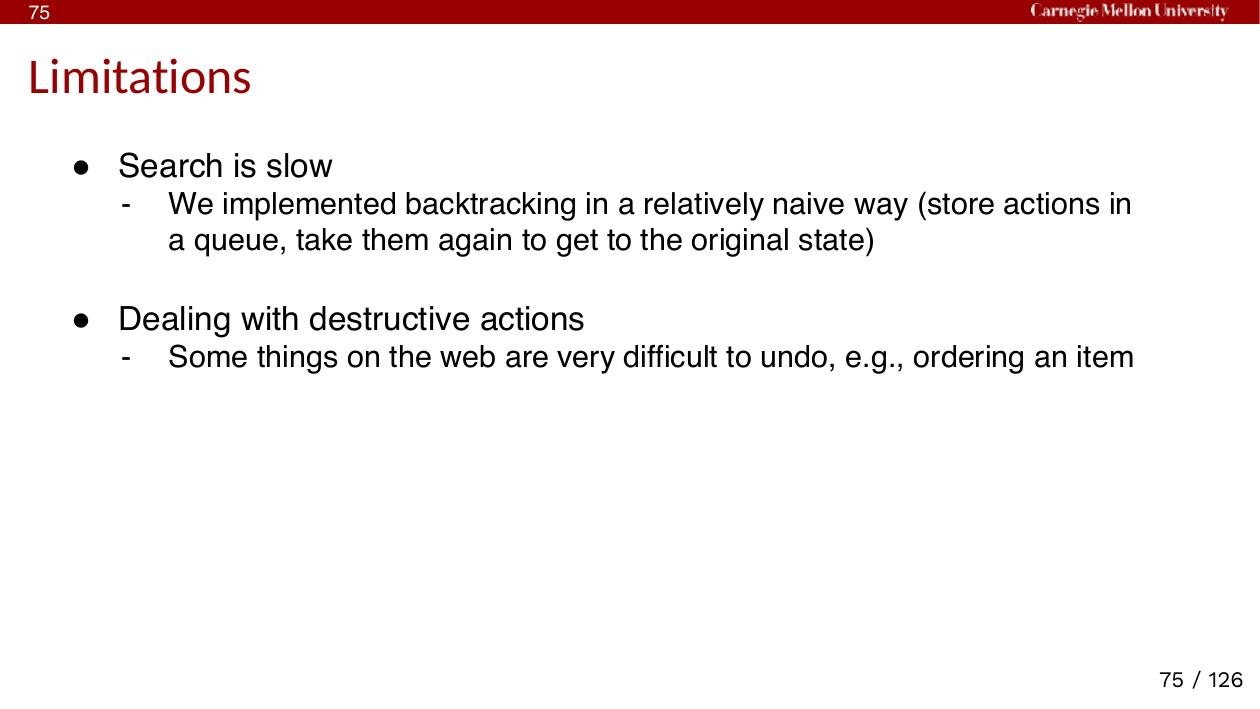 75
Carnegie Mellon University
Limitations
● Search is slow
- We implemented backtracking in a relatively naive way (store actions in
a queue, take them again to get to the original state)
● Dealing with destructive actions
- Some things on the web are very difficult to undo, e.g., ordering an item
75 / 126